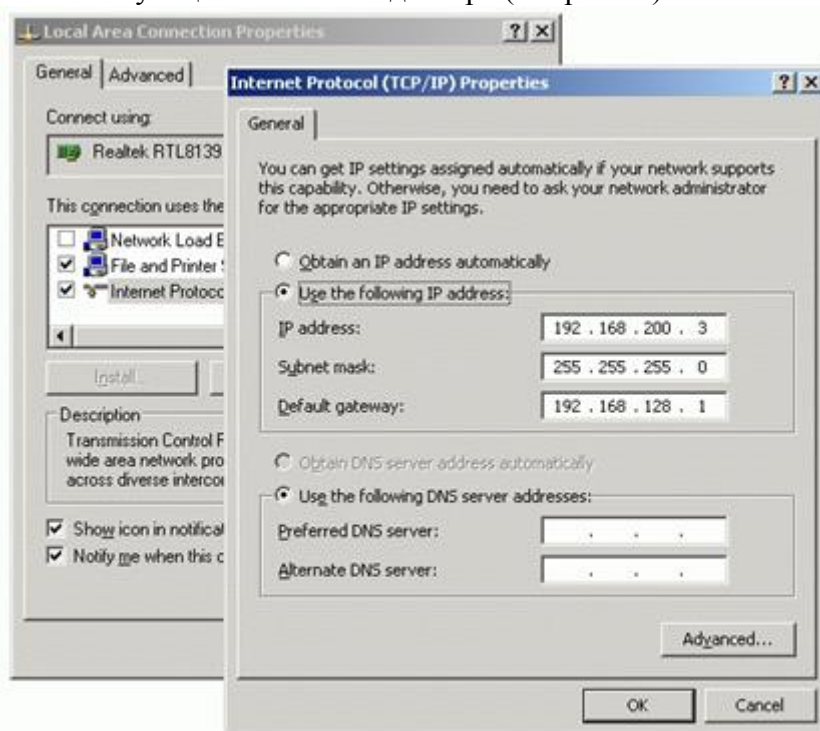 Local Area Connection Properties
General
Advanced
Connect using:
Realtek RTL8139
This connection uses the
Network Load
File and Printer
Internet Protoco
Install...
Description
Transmission Control
wide area network pro
across diverse interco
Show icon in notificat
Notify me when this c
Internet Protocol (TCP/IP) Properties
General
You can get IP settings assigned automatically if your network supports
this capability. Otherwise, you need to ask your network administrator
for the appropriate IP settings.
Obtain an IP address automatically
Use the following IP address:
IP address: 192 . 168 . 200 . 3
Subnet mask: 255 . 255 . 255 . 0
Default gateway: 192 . 168 . 128 . 1
Obtain DNS server address automatically
Use the following DNS server addresses:
Preferred DNS server: . . .
Alternate DNS server: . . .
Advanced...
OK
Cancel